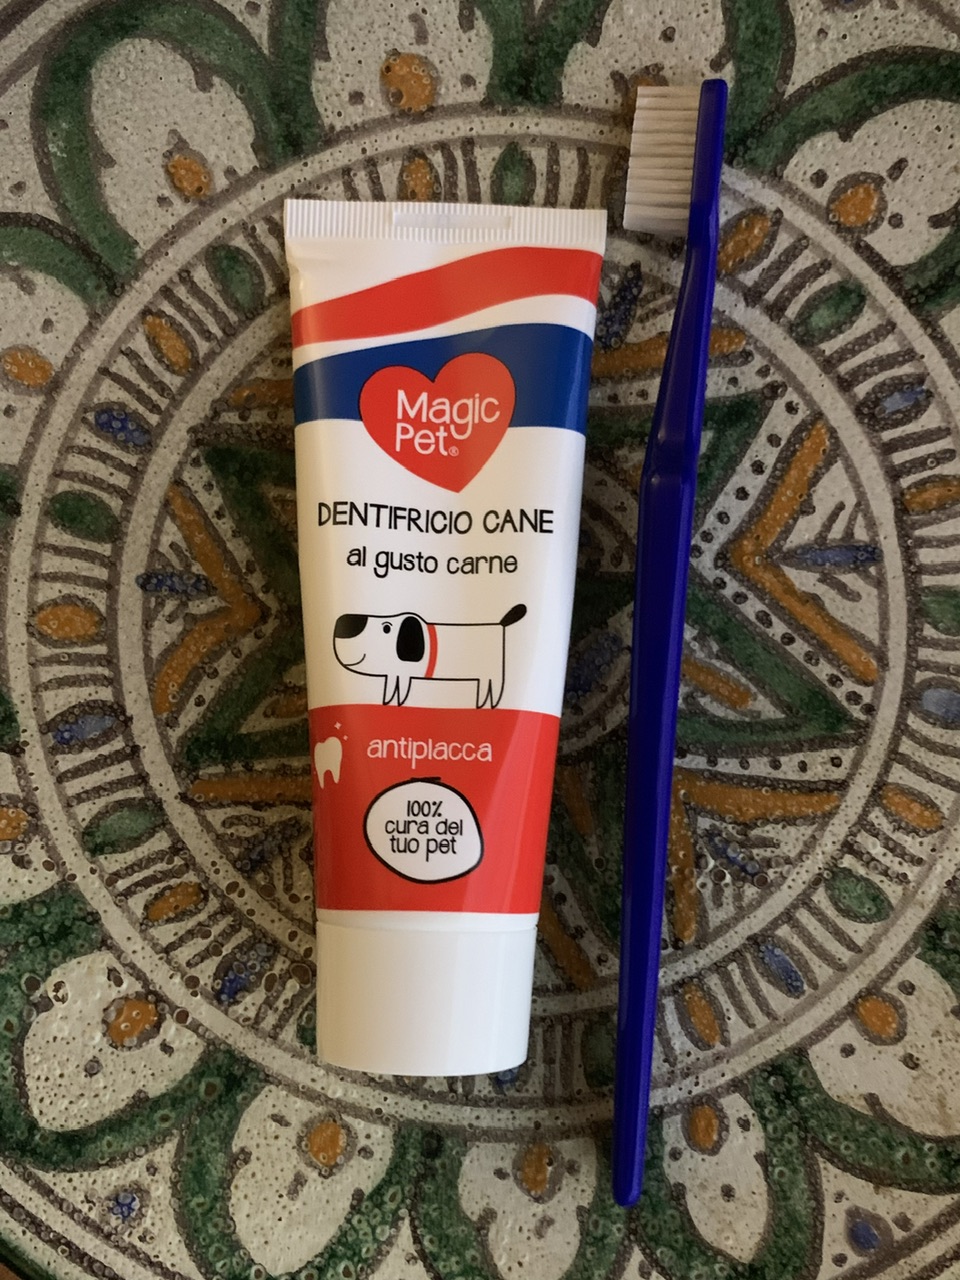 Magic
Pet®
DENTIFRICIO CANE
al gusto carne
antiplacca
100%
cura del
tuo pet